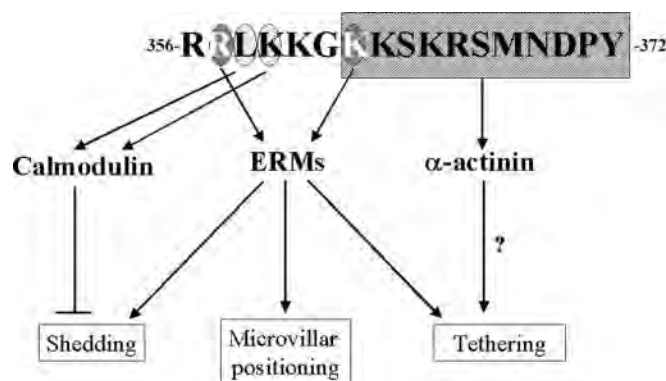 356-RRLKKGKKSKRSMNDPY-372
Calmodulin ERMs α-actinin
?
Shedding Microvillar positioning Tethering